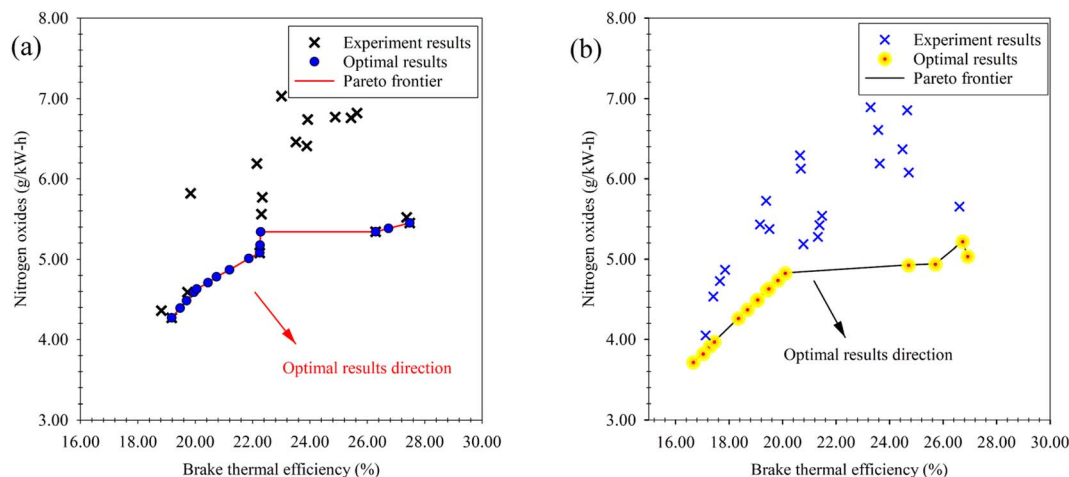 (a)
8.00
7.00
6.00
5.00
4.00
3.00
Nitrogen oxides (g/kW-h)
Experiment results
Optimal results
Pareto frontier
Optimal results direction
16.00 18.00 20.00 22.00 24.00 26.00 28.00 30.00
Brake thermal efficiency (%)
(b)
8.00
7.00
6.00
5.00
4.00
3.00
Nitrogen oxides (g/kW-h)
Experiment results
Optimal results
Pareto frontier
Optimal results direction
16.00 18.00 20.00 22.00 24.00 26.00 28.00 30.00
Brake thermal efficiency (%)